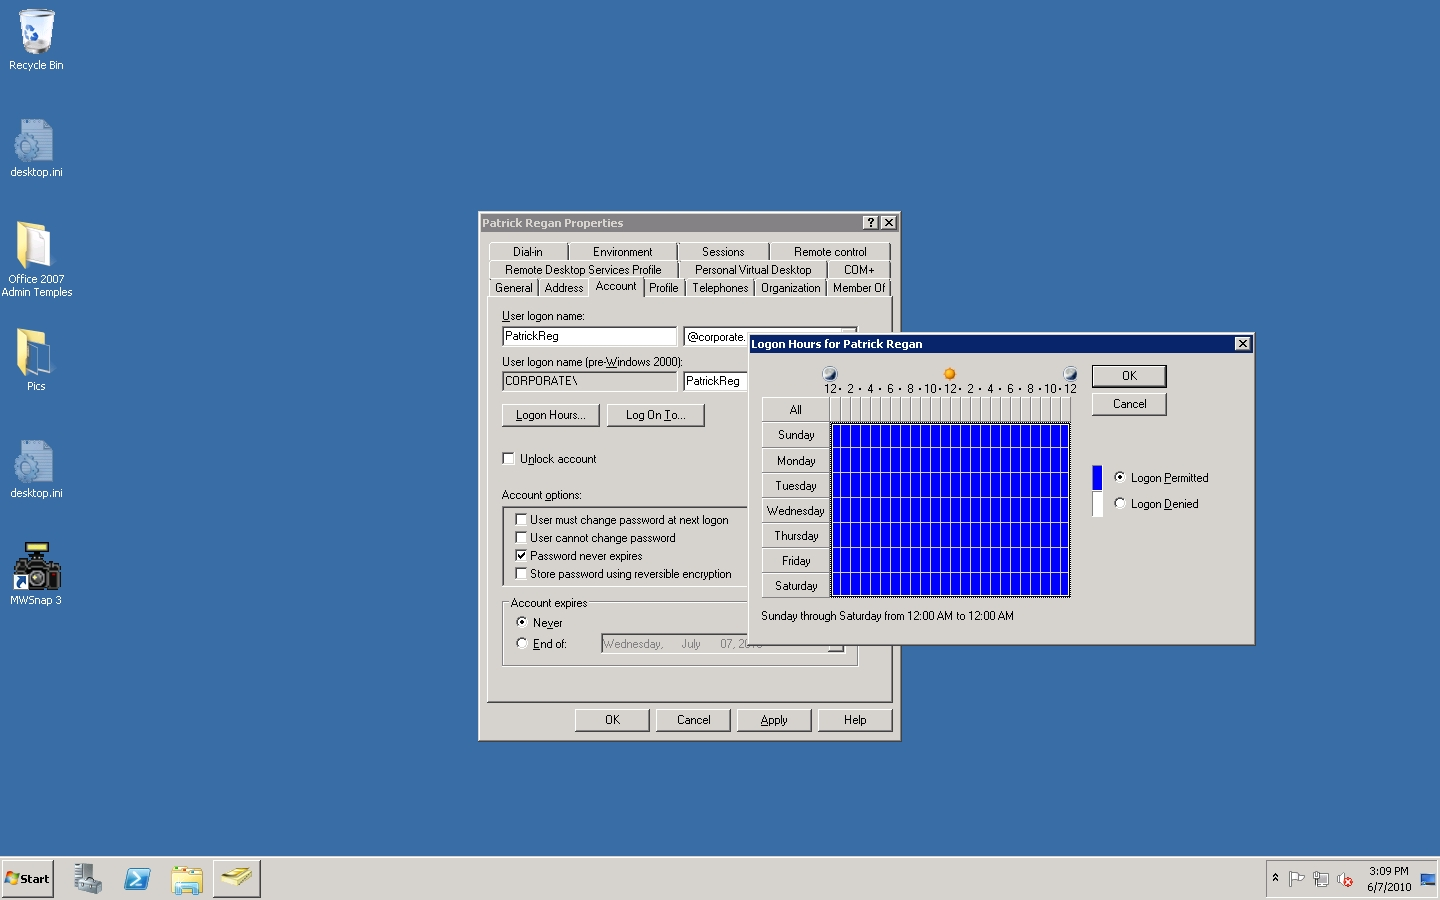 Recycle Bin
desktop.ini
Office 2007
Admin Temples
Pics
desktop.ini
MWSnap 3
Patrick Regan Properties
Dial-in Environment Sessions Remote control
Remote Desktop Services Profile Personal Virtual Desktop COM+
General Address Account Profile Telephones Organization Member Of
User logon name:
PatrickReg @corporate.
User logon name (pre-Windows 2000):
CORPORATE\ PatrickReg
Logon Hours... Log On To...
Unlock account
Account options:
User must change password at next logon
User cannot change password
Password never expires
Store password using reversible encryption
Account expires
Never
End of: Wednesday, July 07,
OK Cancel Apply Help
Logon Hours for Patrick Regan
12 · 2 · 4 · 6 · 8 · 10 · 12 · 2 · 4 · 6 · 8 · 10 · 12
All
Sunday
Monday
Tuesday
Wednesday
Thursday
Friday
Saturday
Sunday through Saturday from 12:00 AM to 12:00 AM
OK
Cancel
Logon Permitted
Logon Denied
Start
3:09 PM
6/7/2010